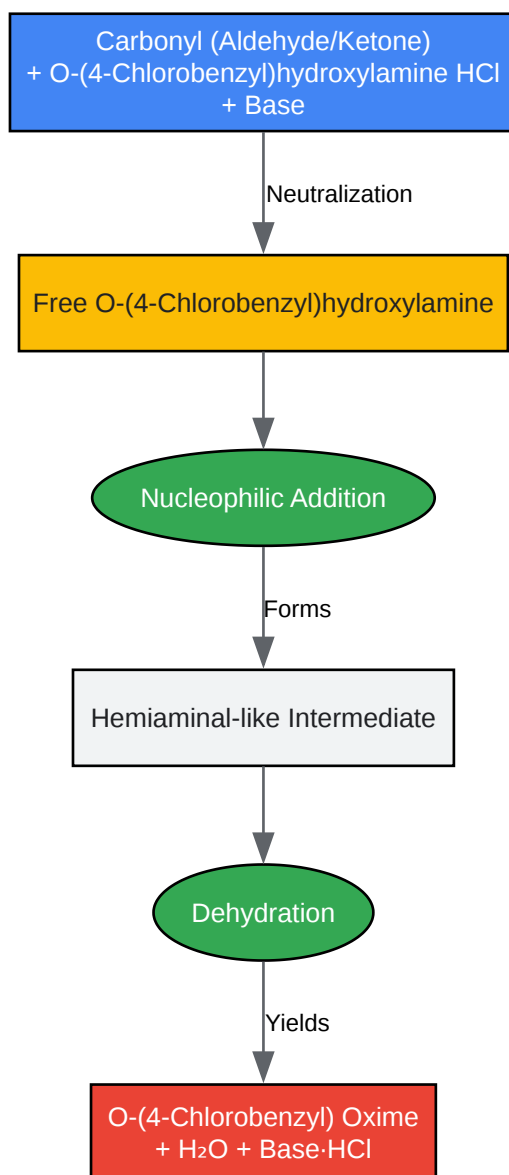 Carbonyl (Aldehyde/Ketone)
+ O-(4-Chlorobenzyl)hydroxylamine HCl
+ Base
Neutralization
Free O-(4-Chlorobenzyl)hydroxylamine
Nucleophilic Addition
Forms
Hemiaminal-like Intermediate
Dehydration
Yields
O-(4-Chlorobenzyl) Oxime
+ H₂O + Base·HCl